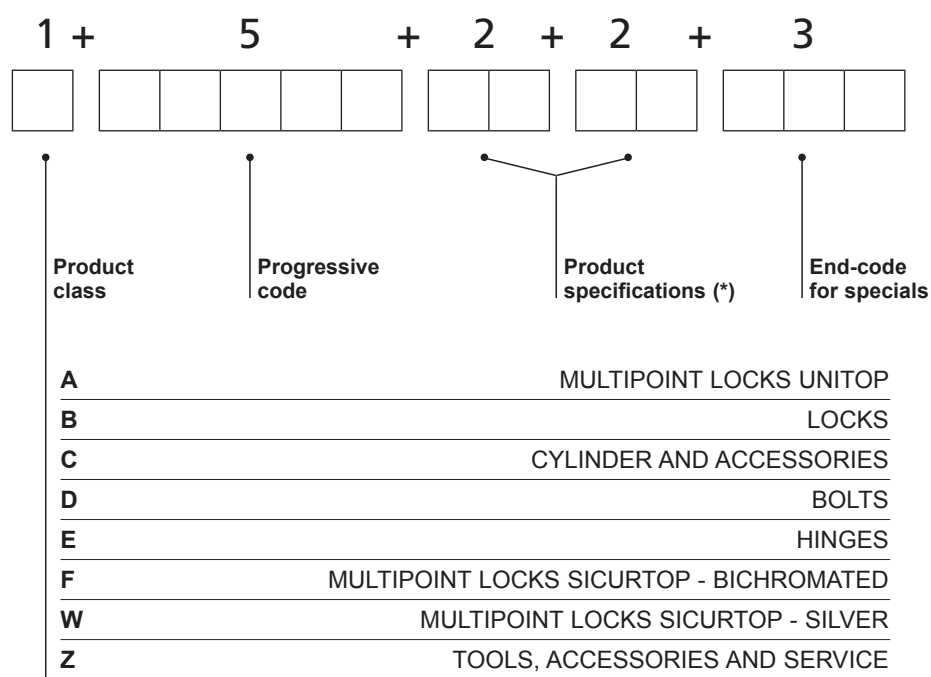 1 + 5 + 2 + 2 + 3
Product class
Progressive code
Product specifications (*)
End-code for specials
A MULTIPOINT LOCKS UNITOP
B LOCKS
C CYLINDER AND ACCESSORIES
D BOLTS
E HINGES
F MULTIPOINT LOCKS SICURTOP - BICHROMATED
W MULTIPOINT LOCKS SICURTOP - SILVER
Z TOOLS, ACCESSORIES AND SERVICE